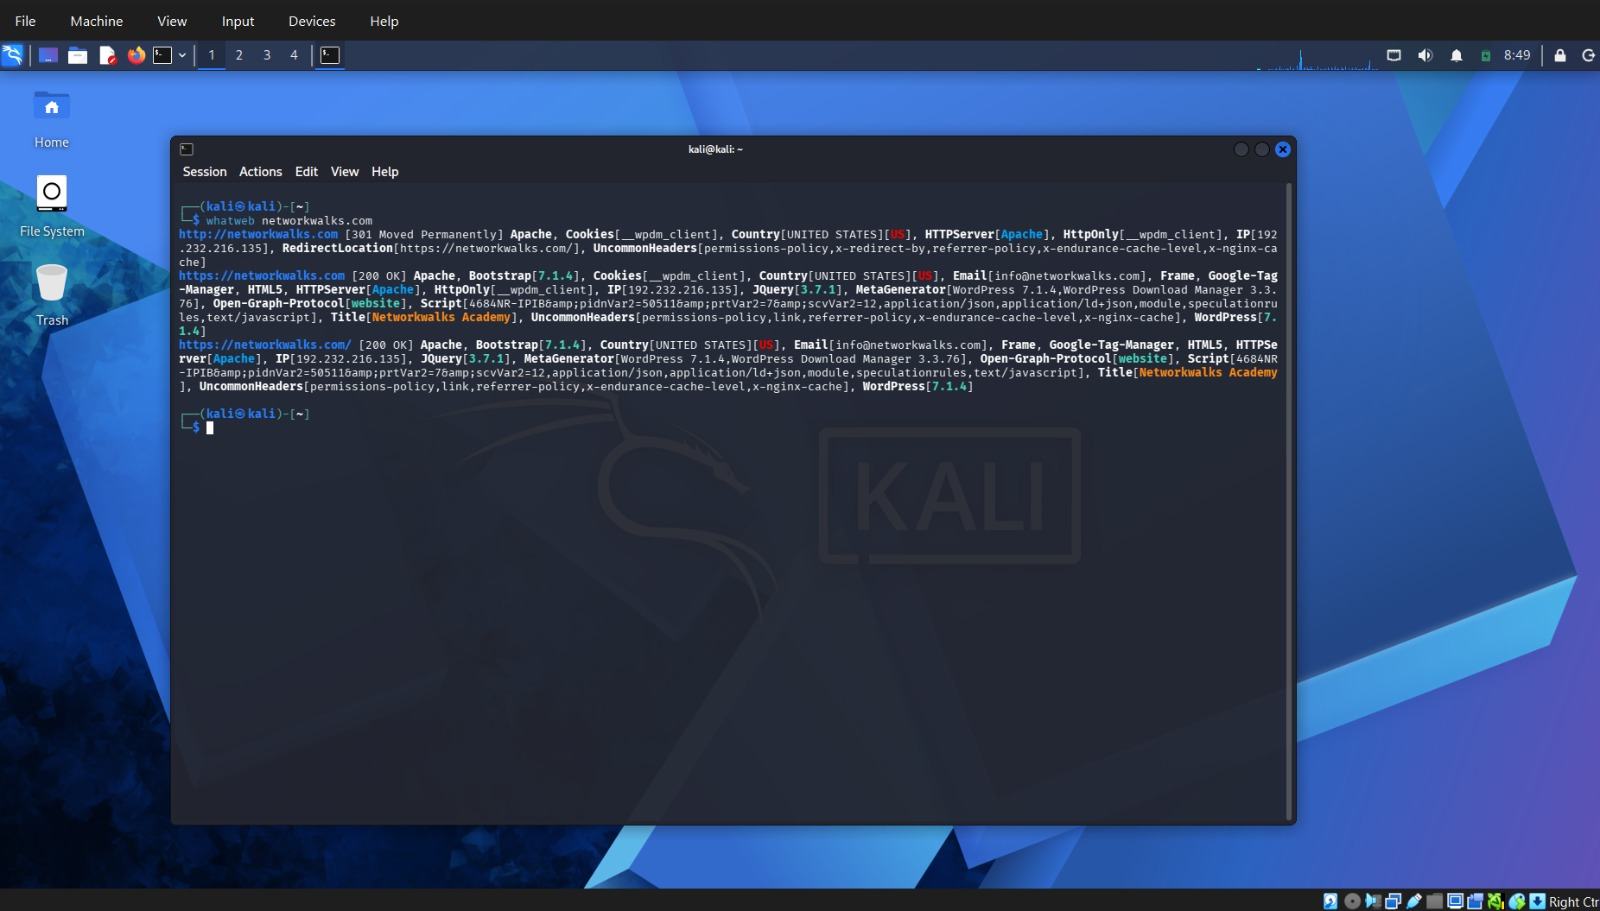 File Machine View Input Devices Help
1 2 3 4 8:49
Home
File System
Trash
kali@kali: ~
Session Actions Edit View Help
┌──(kali㉿kali)-[~]
└─$ whatweb networkwalks.com
http://networkwalks.com [301 Moved Permanently] Apache, Cookies[__wpdm_client], Country[UNITED STATES][US], HTTPServer[Apache], HttpOnly[__wpdm_client], IP[192
.232.216.135], RedirectLocation[https://networkwalks.com/], UncommonHeaders[permissions-policy,x-redirect-by,referrer-policy,x-endurance-cache-level,x-nginx-ca
che]
https://networkwalks.com [200 OK] Apache, Bootstrap[7.1.4], Cookies[__wpdm_client], Country[UNITED STATES][US], Email[info@networkwalks.com], Frame, Google-Tag
-Manager, HTML5, HTTPServer[Apache], HttpOnly[__wpdm_client], IP[192.232.216.135], JQuery[3.7.1], MetaGenerator[WordPress 7.1.4,WordPress Download Manager 3.3.
76], Open-Graph-Protocol[website], Script[4684NR-IPIB&amp;pidnVar2=50511&amp;prtVar2=7&amp;scvVar2=12,application/json,application/ld+json,module,speculationru
les,text/javascript], Title[Networkwalks Academy], UncommonHeaders[permissions-policy,link,referrer-policy,x-endurance-cache-level,x-nginx-cache], WordPress[7.
1.4]
https://networkwalks.com/ [200 OK] Apache, Bootstrap[7.1.4], Country[UNITED STATES][US], Email[info@networkwalks.com], Frame, Google-Tag-Manager, HTML5, HTTPSe
rver[Apache], IP[192.232.216.135], JQuery[3.7.1], MetaGenerator[WordPress 7.1.4,WordPress Download Manager 3.3.76], Open-Graph-Protocol[website], Script[4684NR
-IPIB&amp;pidnVar2=50511&amp;prtVar2=7&amp;scvVar2=12,application/json,application/ld+json,module,speculationrules,text/javascript], Title[Networkwalks Academy
], UncommonHeaders[permissions-policy,link,referrer-policy,x-endurance-cache-level,x-nginx-cache], WordPress[7.1.4]
┌──(kali㉿kali)-[~]
└─$
KALI
Right Ctr